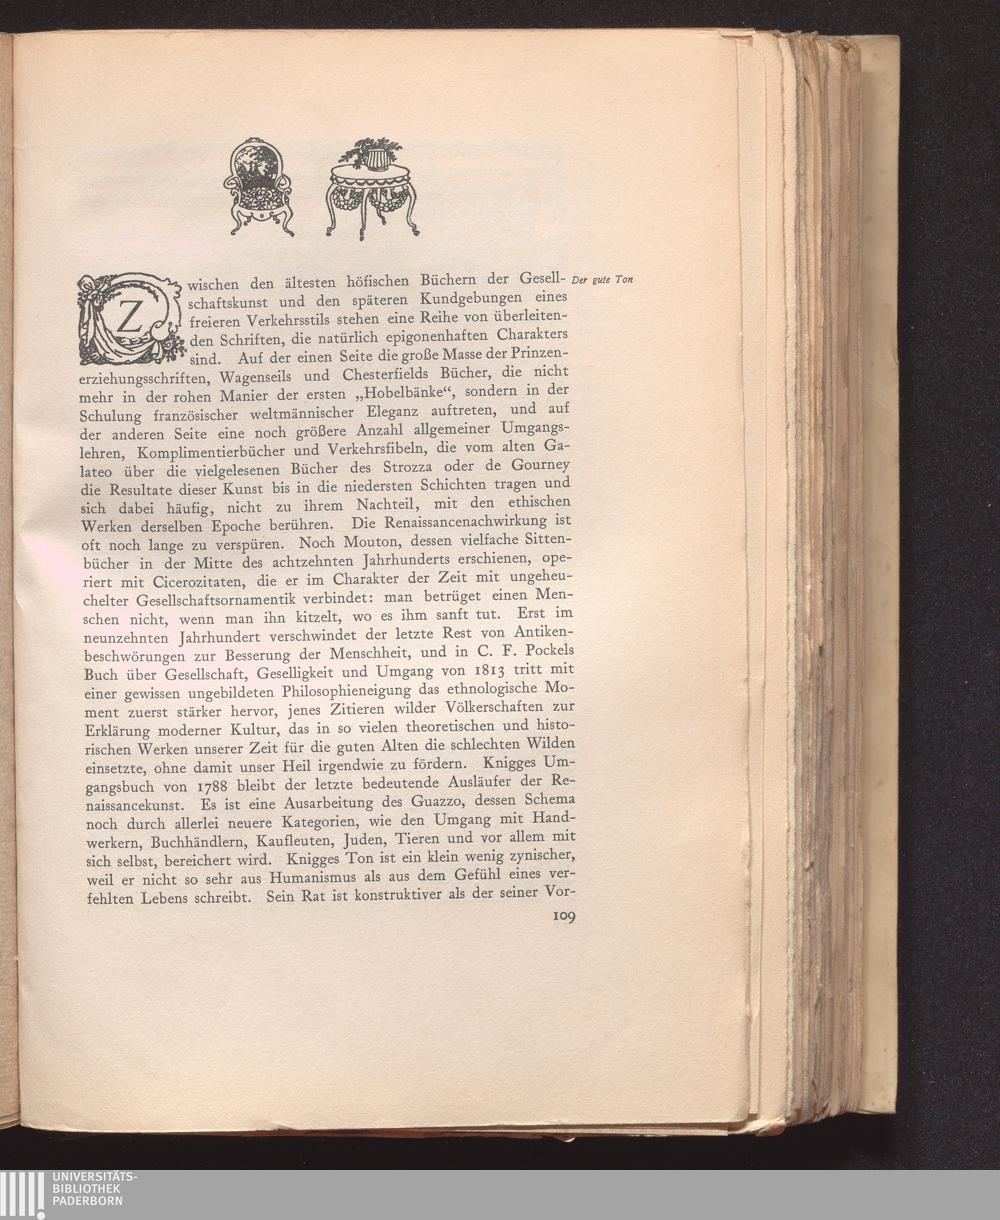 Zwischen den ältesten höfischen Büchern der Gesell-
Der gute Ton
schaftskunst und den späteren Kundgebungen eines
freieren Verkehrsstils stehen eine Reihe von überleiten-
den Schriften, die natürlich epigonenhaften Charakters
sind. Auf der einen Seite die große Masse der Prinzen-
erziehungsschriften, Wagenseils und Chesterfields Bücher, die nicht
mehr in der rohen Manier der ersten „Hobelbänke“, sondern in der
Schulung französischer weltmännischer Eleganz auftreten, und auf
der anderen Seite eine noch größere Anzahl allgemeiner Umgangs-
lehren, Komplimentierbücher und Verkehrsfibeln, die vom alten Ga-
lateo über die vielgelesenen Bücher des Strozza oder de Gourney
die Resultate dieser Kunst bis in die niedersten Schichten tragen und
sich dabei häufig, nicht zu ihrem Nachteil, mit den ethischen
Werken derselben Epoche berühren. Die Renaissancenachwirkung ist
oft noch lange zu verspüren. Noch Mouton, dessen vielfache Sitten-
bücher in der Mitte des achtzehnten Jahrhunderts erschienen, ope-
riert mit Cicerozitaten, die er im Charakter der Zeit mit ungeheu-
chelter Gesellschaftsornamentik verbindet: man betrüget einen Men-
schen nicht, wenn man ihn kitzelt, wo es ihm sanft tut. Erst im
neunzehnten Jahrhundert verschwindet der letzte Rest von Antiken-
beschwörungen zur Besserung der Menschheit, und in C. F. Pockels
Buch über Gesellschaft, Geselligkeit und Umgang von 1813 tritt mit
einer gewissen ungebildeten Philosophieneigung das ethnologische Mo-
ment zuerst stärker hervor, jenes Zitieren wilder Völkerschaften zur
Erklärung moderner Kultur, das in so vielen theoretischen und histo-
rischen Werken unserer Zeit für die guten Alten die schlechten Wilden
einsetzte, ohne damit unser Heil irgendwie zu fördern. Knigges Um-
gangsbuch von 1788 bleibt der letzte bedeutende Ausläufer der Re-
naissancekunst. Es ist eine Ausarbeitung des Guazzo, dessen Schema
noch durch allerlei neuere Kategorien, wie den Umgang mit Hand-
werkern, Buchhändlern, Kaufleuten, Juden, Tieren und vor allem mit
sich selbst, bereichert wird. Knigges Ton ist ein klein wenig zynischer,
weil er nicht so sehr aus Humanismus als aus dem Gefühl eines ver-
fehlten Lebens schreibt. Sein Rat ist konstruktiver als der seiner Vor-
109
UNIVERSITÄTS-
BIBLIOTHEK
PADERBORN